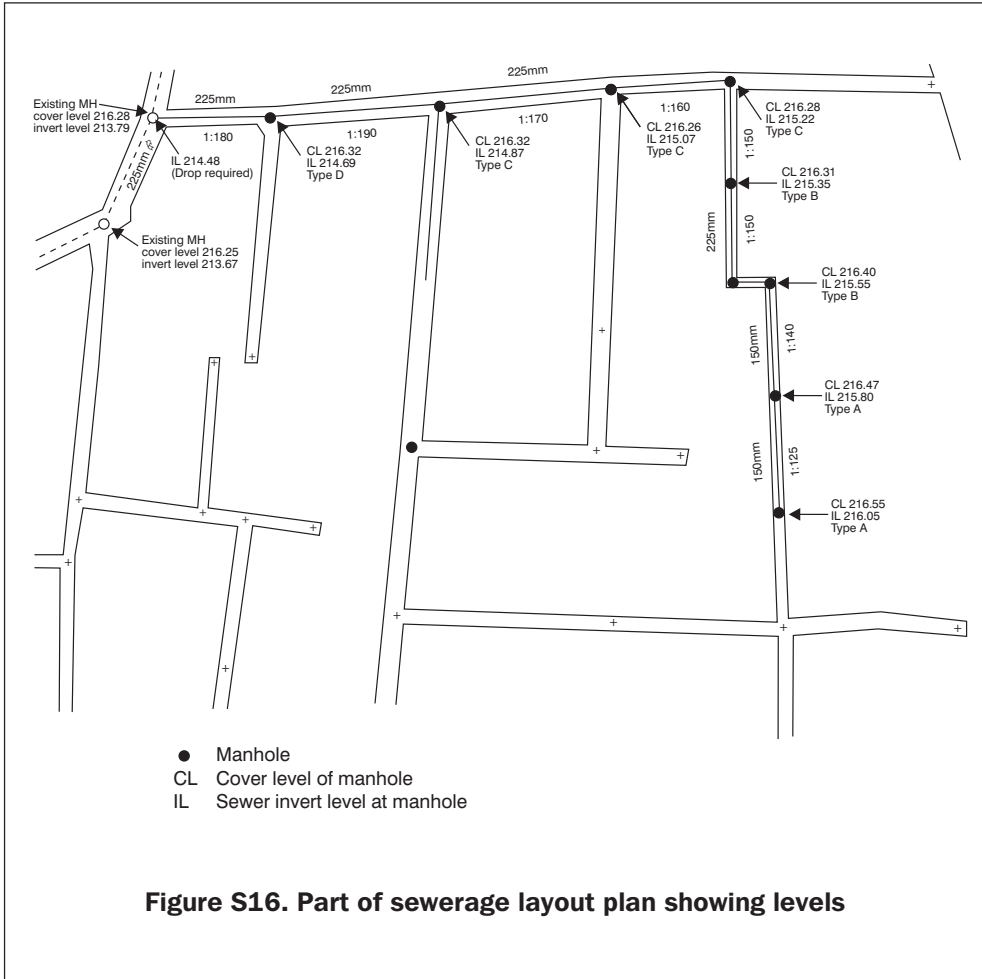 225mm
225mm
225mm
Existing MH
cover level 216.28
invert level 213.79
1:180
1:190
1:170
1:160
IL 214.48
(Drop required)
CL 216.32
IL 214.69
Type D
CL 216.32
IL 214.87
Type C
CL 216.26
IL 215.07
Type C
CL 216.28
IL 215.22
Type C
225mm
1:150
CL 216.31
IL 215.35
Type B
Existing MH
cover level 216.25
invert level 213.67
225mm
1:150
CL 216.40
IL 215.55
Type B
150mm
1:140
CL 216.47
IL 215.80
Type A
150mm
1:125
CL 216.55
IL 216.05
Type A
Manhole
CL Cover level of manhole
IL Sewer invert level at manhole
Figure S16. Part of sewerage layout plan showing levels